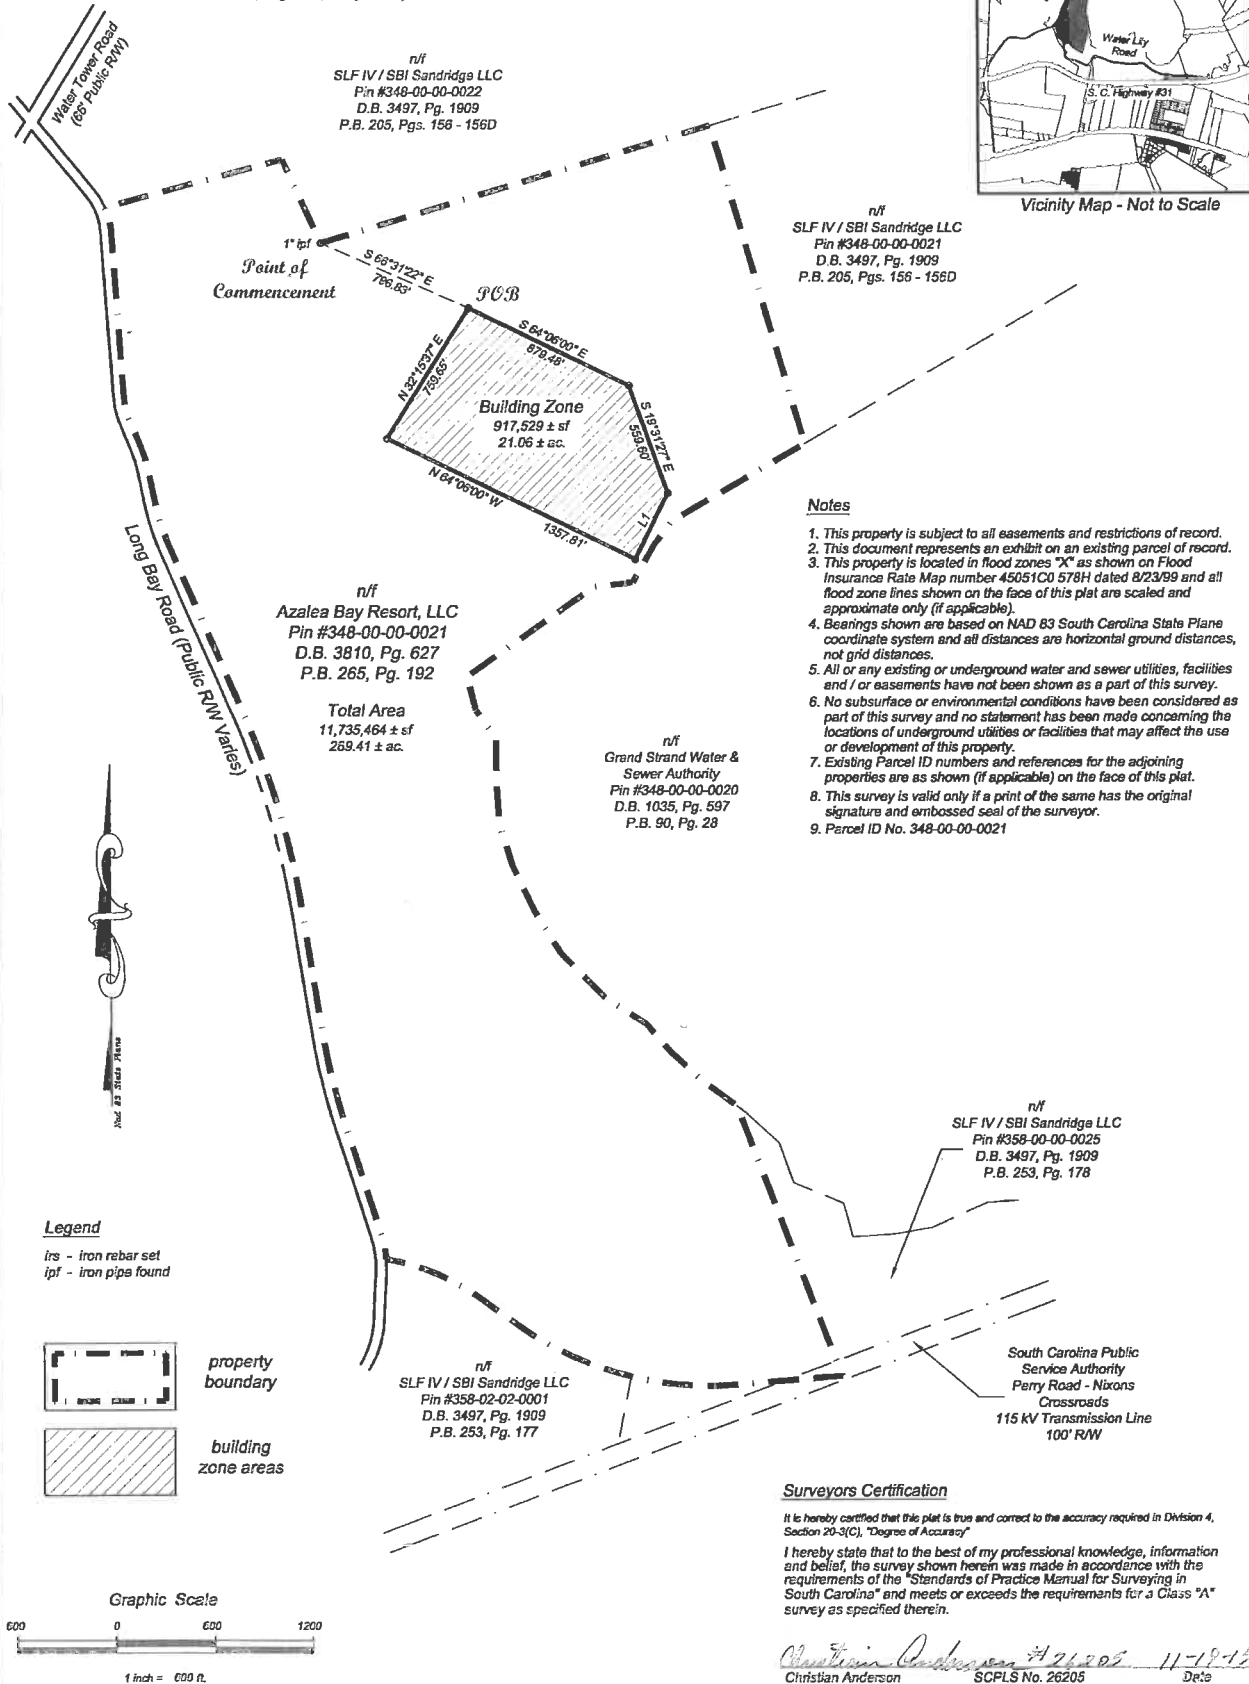 Water Tower Road
(66' Public R/W)
n/f
SLF IV / SBI Sandridge LLC
Pin #348-00-00-0022
D.B. 3497, Pg. 1909
P.B. 205, Pgs. 156 - 156D
Water Lily
Road
S. C. Highway #31
Vicinity Map - Not to Scale
n/f
SLF IV / SBI Sandridge LLC
Pin #348-00-00-0021
D.B. 3497, Pg. 1909
P.B. 205, Pgs. 156 - 156D
1" ipf
Point of
Commencement
S 66°31'22" E
796.83'
POB
S 64°06'00" E
879.48'
N 32°15'37" E
759.65'
Building Zone
917,529 ± sf
21.06 ± ac.
S 19°31'27" E
559.60'
L1
N 64°06'00" W
1357.81'
Long Bay Road (Public R/W Varies)
n/f
Azalea Bay Resort, LLC
Pin #348-00-00-0021
D.B. 3810, Pg. 627
P.B. 265, Pg. 192
Total Area
11,735,464 ± sf
269.41 ± ac.
Notes
1. This property is subject to all easements and restrictions of record.
2. This document represents an exhibit on an existing parcel of record.
3. This property is located in flood zones "X" as shown on Flood
Insurance Rate Map number 45051C0 578H dated 8/23/99 and all
flood zone lines shown on the face of this plat are scaled and
approximate only (if applicable).
4. Bearings shown are based on NAD 83 South Carolina State Plane
coordinate system and all distances are horizontal ground distances,
not grid distances.
5. All or any existing or underground water and sewer utilities, facilities
and / or easements have not been shown as a part of this survey.
6. No subsurface or environmental conditions have been considered as
part of this survey and no statement has been made concerning the
locations of underground utilities or facilities that may affect the use
or development of this property.
7. Existing Parcel ID numbers and references for the adjoining
properties are as shown (if applicable) on the face of this plat.
8. This survey is valid only if a print of the same has the original
signature and embossed seal of the surveyor.
9. Parcel ID No. 348-00-00-0021
n/f
Grand Strand Water &
Sewer Authority
Pin #348-00-00-0020
D.B. 1035, Pg. 597
P.B. 90, Pg. 28
Nad 83 State Plane
n/f
SLF IV / SBI Sandridge LLC
Pin #358-00-00-0025
D.B. 3497, Pg. 1909
P.B. 253, Pg. 178
Legend
irs - iron rebar set
ipf - iron pipe found
property
boundary
building
zone areas
n/f
SLF IV / SBI Sandridge LLC
Pin #358-02-02-0001
D.B. 3497, Pg. 1909
P.B. 253, Pg. 177
South Carolina Public
Service Authority
Perry Road - Nixons
Crossroads
115 kV Transmission Line
100' R/W
Surveyors Certification
It is hereby certified that this plat is true and correct to the accuracy required in Division 4,
Section 20-3(C), "Degree of Accuracy"
I hereby state that to the best of my professional knowledge, information
and belief, the survey shown herein was made in accordance with the
requirements of the "Standards of Practice Manual for Surveying in
South Carolina" and meets or exceeds the requirements for a Class "A"
survey as specified therein.
Christian Anderson #26205
Christian Anderson SCPLS No. 26205 Date
Graphic Scale
600 0 600 1200
1 inch = 600 ft.